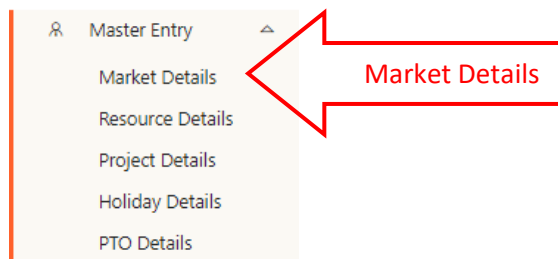 Master Entry
Market Details
Market Details
Resource Details
Project Details
Holiday Details
PTO Details